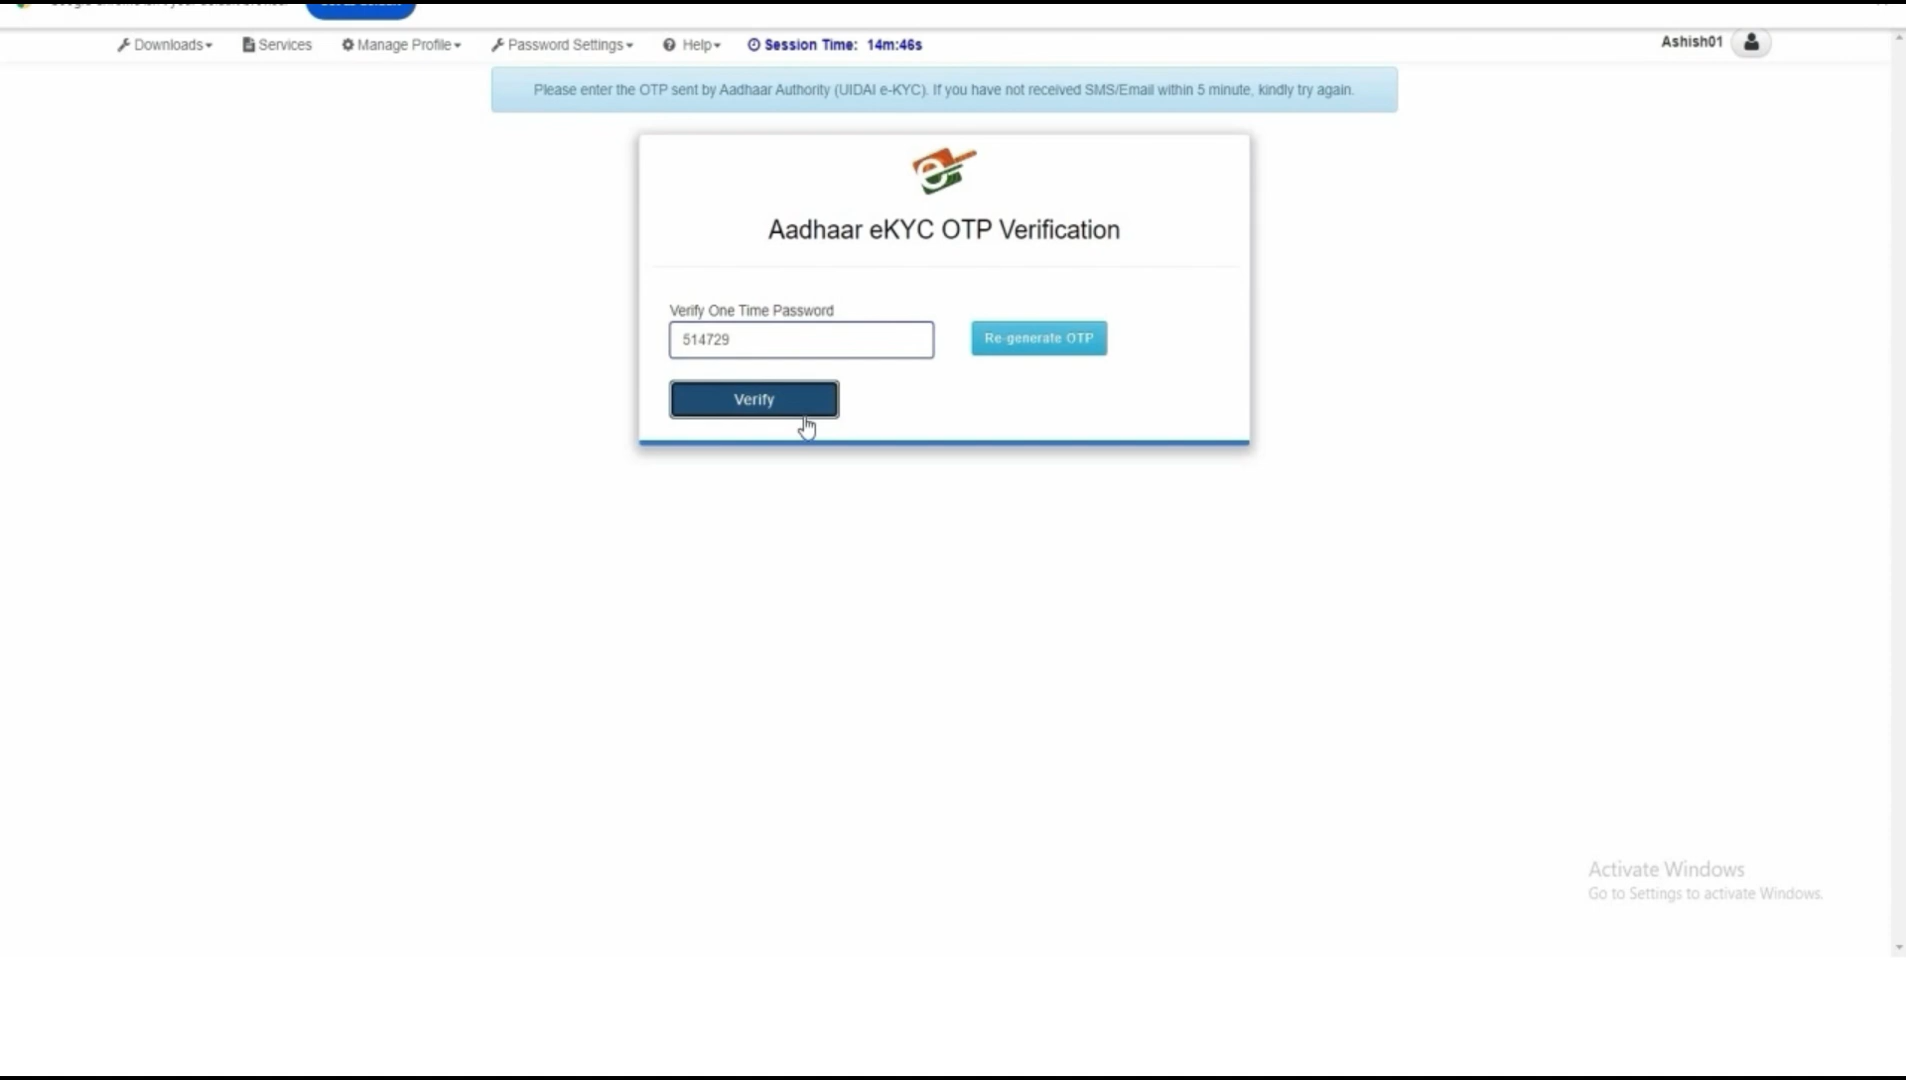 Downloads
Services
Manage Profile
Password Settings
Help
Session Time: 14m:46s
Ashish01
Please enter the OTP sent by Aadhaar Authority (UIDAI e-KYC). If you have not received SMS/Email within 5 minute, kindly try again.
Aadhaar eKYC OTP Verification
Verify One Time Password
514729
Re-generate OTP
Verify
Activate Windows
Go to Settings to activate Windows.